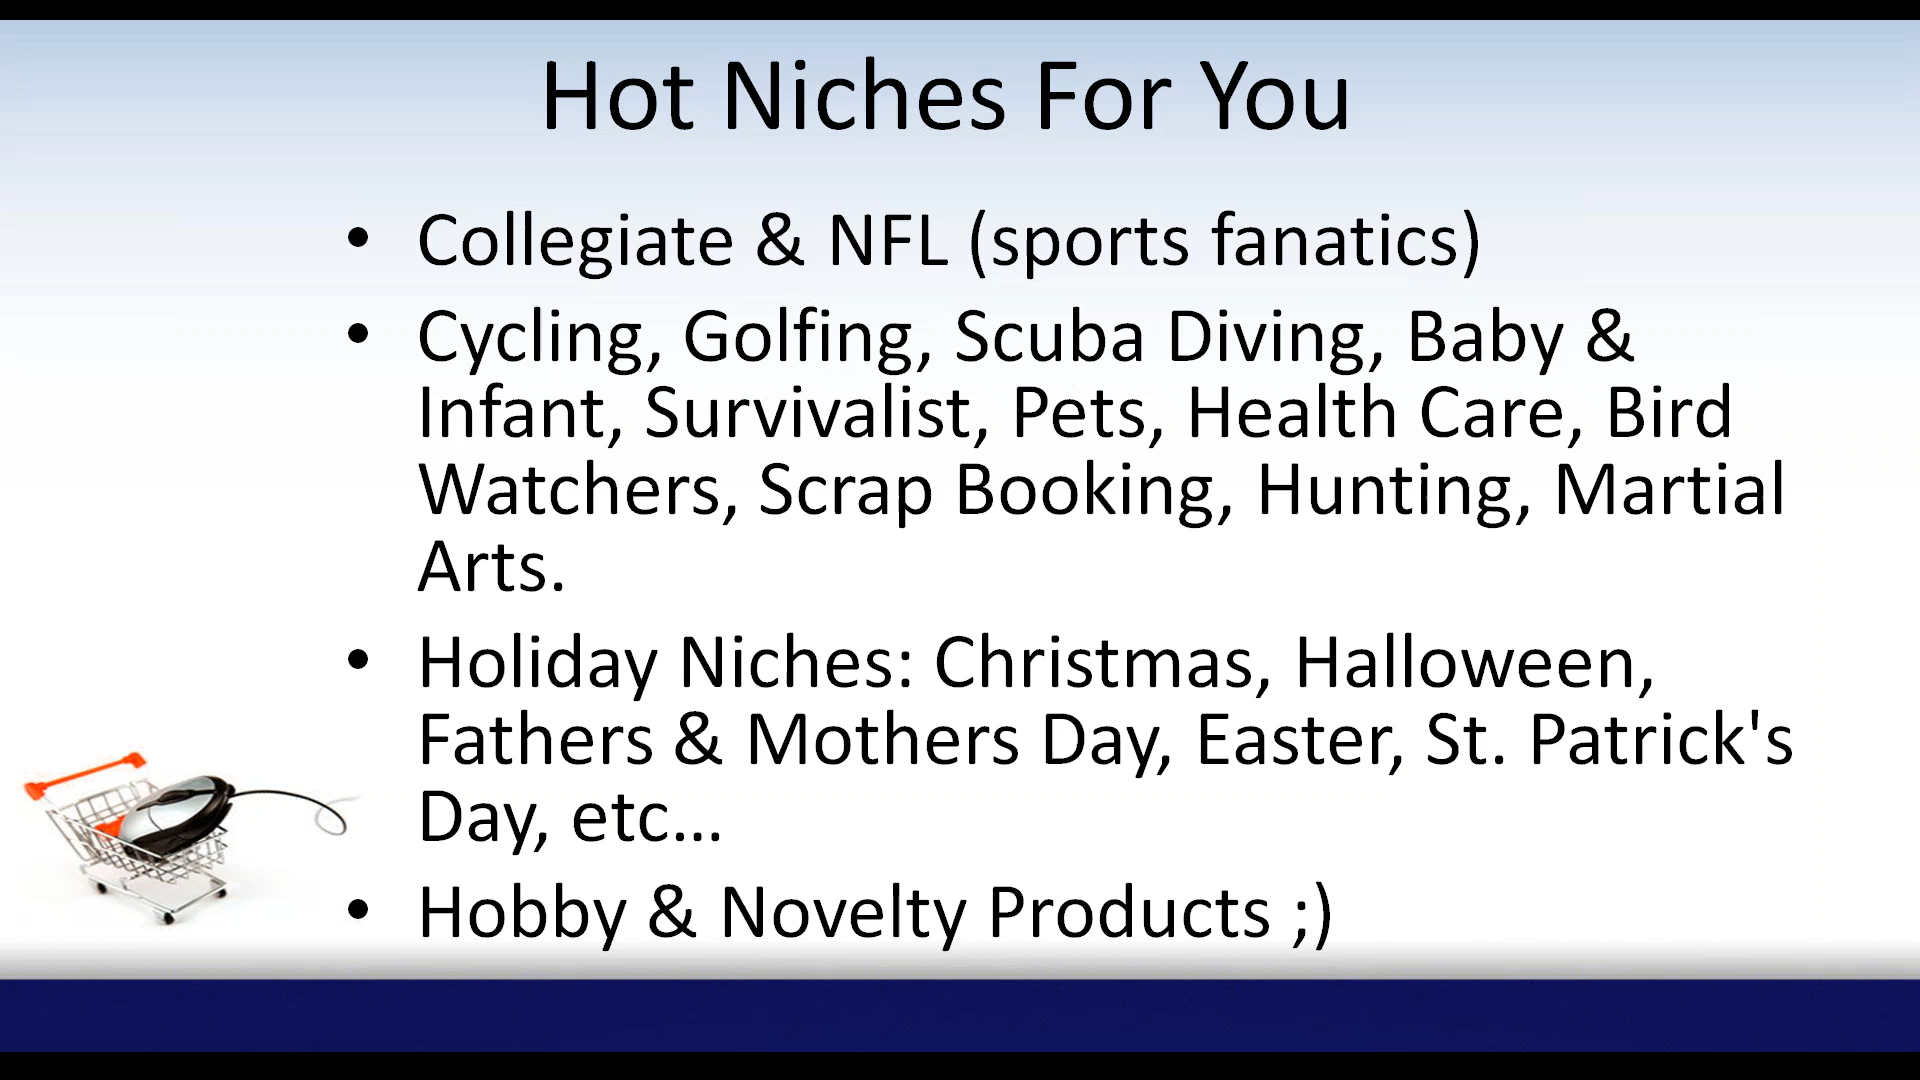 Hot Niches For You
• Collegiate & NFL (sports fanatics)
• Cycling, Golfing, Scuba Diving, Baby &
Infant, Survivalist, Pets, Health Care, Bird
Watchers, Scrap Booking, Hunting, Martial
Arts.
• Holiday Niches: Christmas, Halloween,
Fathers & Mothers Day, Easter, St. Patrick's
Day, etc...
• Hobby & Novelty Products ;)